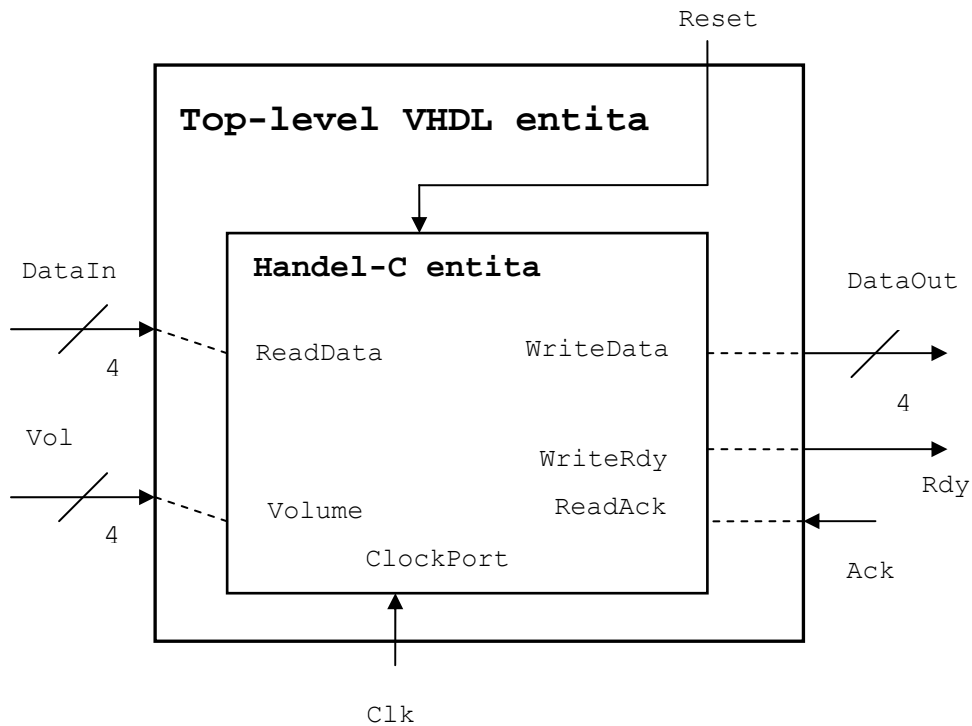 Reset
Top-level VHDL entita
Handel-C entita
DataIn
DataOut
ReadData
WriteData
4
4
Vol
WriteRdy
Rdy
Volume
ReadAck
4
ClockPort
Ack
Clk